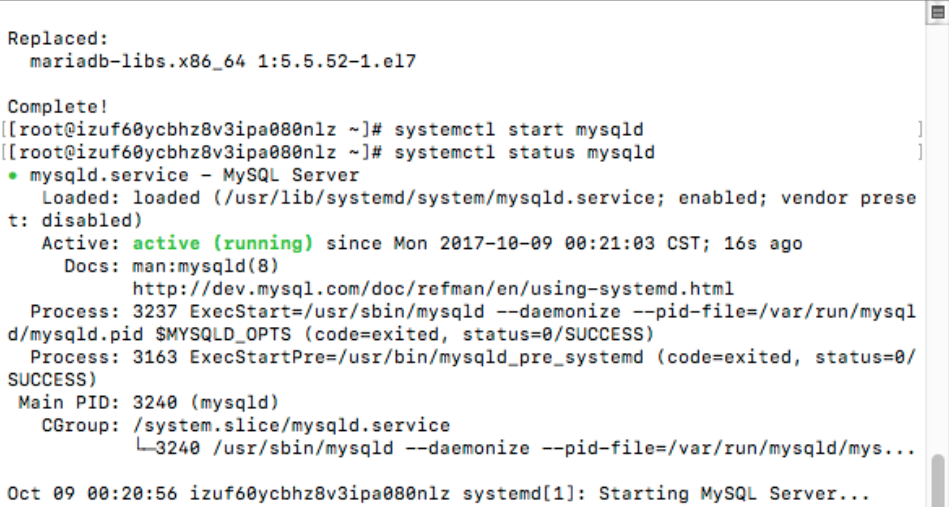 Replaced:
  mariadb-libs.x86_64 1:5.5.52-1.el7
Complete!
[[root@izuf60ycbhz8v3ipa080nlz ~]# systemctl start mysqld ]
[[root@izuf60ycbhz8v3ipa080nlz ~]# systemctl status mysqld ]
● mysqld.service - MySQL Server
   Loaded: loaded (/usr/lib/systemd/system/mysqld.service; enabled; vendor prese
t: disabled)
   Active: active (running) since Mon 2017-10-09 00:21:03 CST; 16s ago
     Docs: man:mysqld(8)
           http://dev.mysql.com/doc/refman/en/using-systemd.html
  Process: 3237 ExecStart=/usr/sbin/mysqld --daemonize --pid-file=/var/run/mysql
d/mysqld.pid $MYSQLD_OPTS (code=exited, status=0/SUCCESS)
  Process: 3163 ExecStartPre=/usr/bin/mysqld_pre_systemd (code=exited, status=0/
SUCCESS)
 Main PID: 3240 (mysqld)
   CGroup: /system.slice/mysqld.service
           └─3240 /usr/sbin/mysqld --daemonize --pid-file=/var/run/mysqld/mys...
Oct 09 00:20:56 izuf60ycbhz8v3ipa080nlz systemd[1]: Starting MySQL Server...